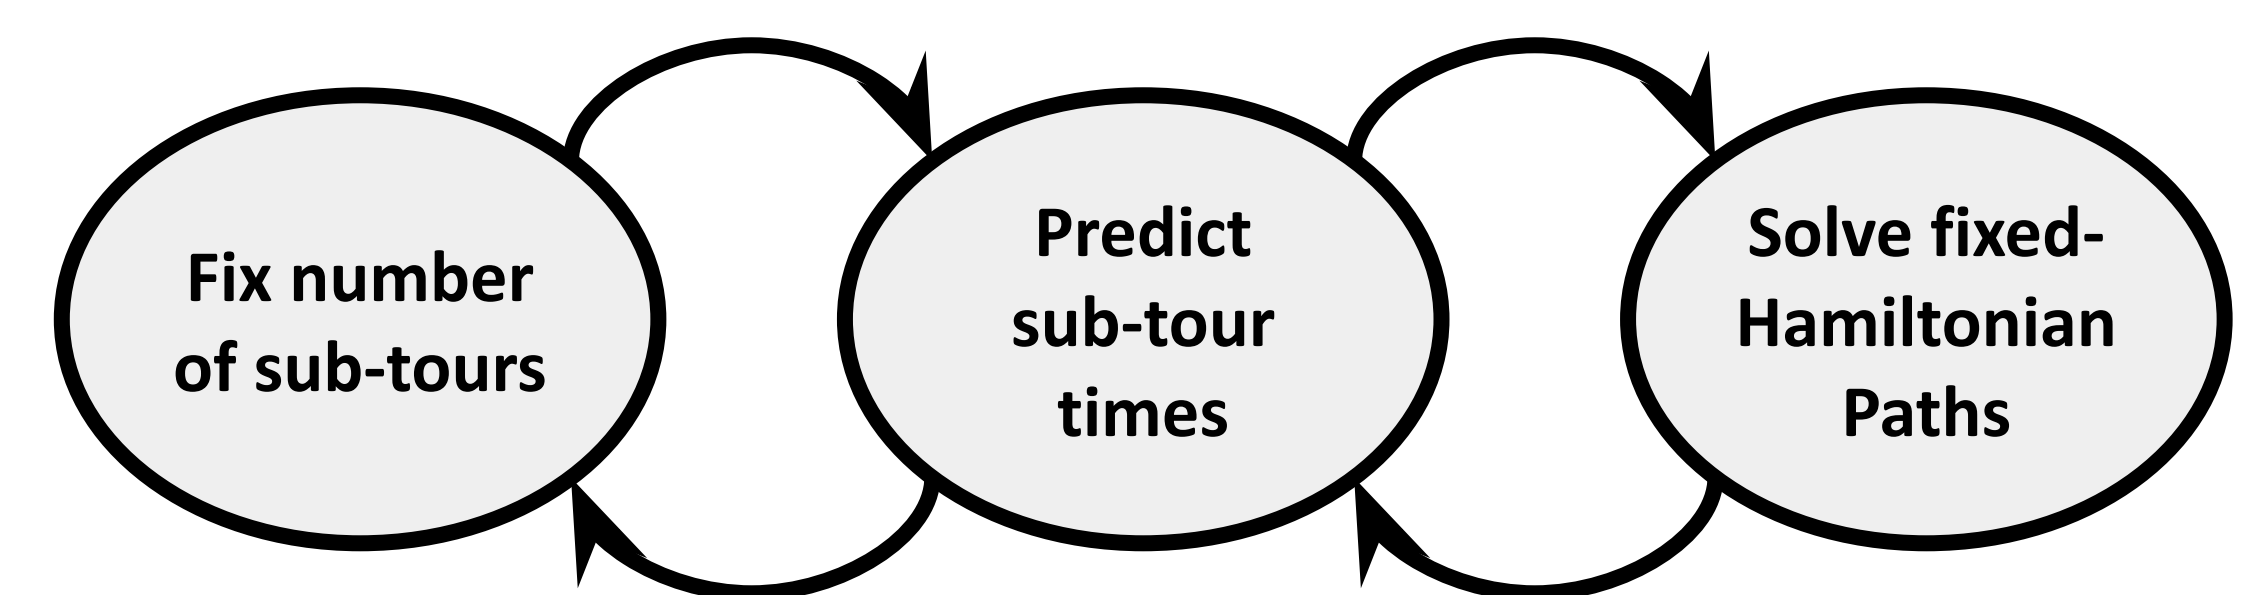 Fix number
of sub-tours
Predict
sub-tour
times
Solve fixed-
Hamiltonian
Paths